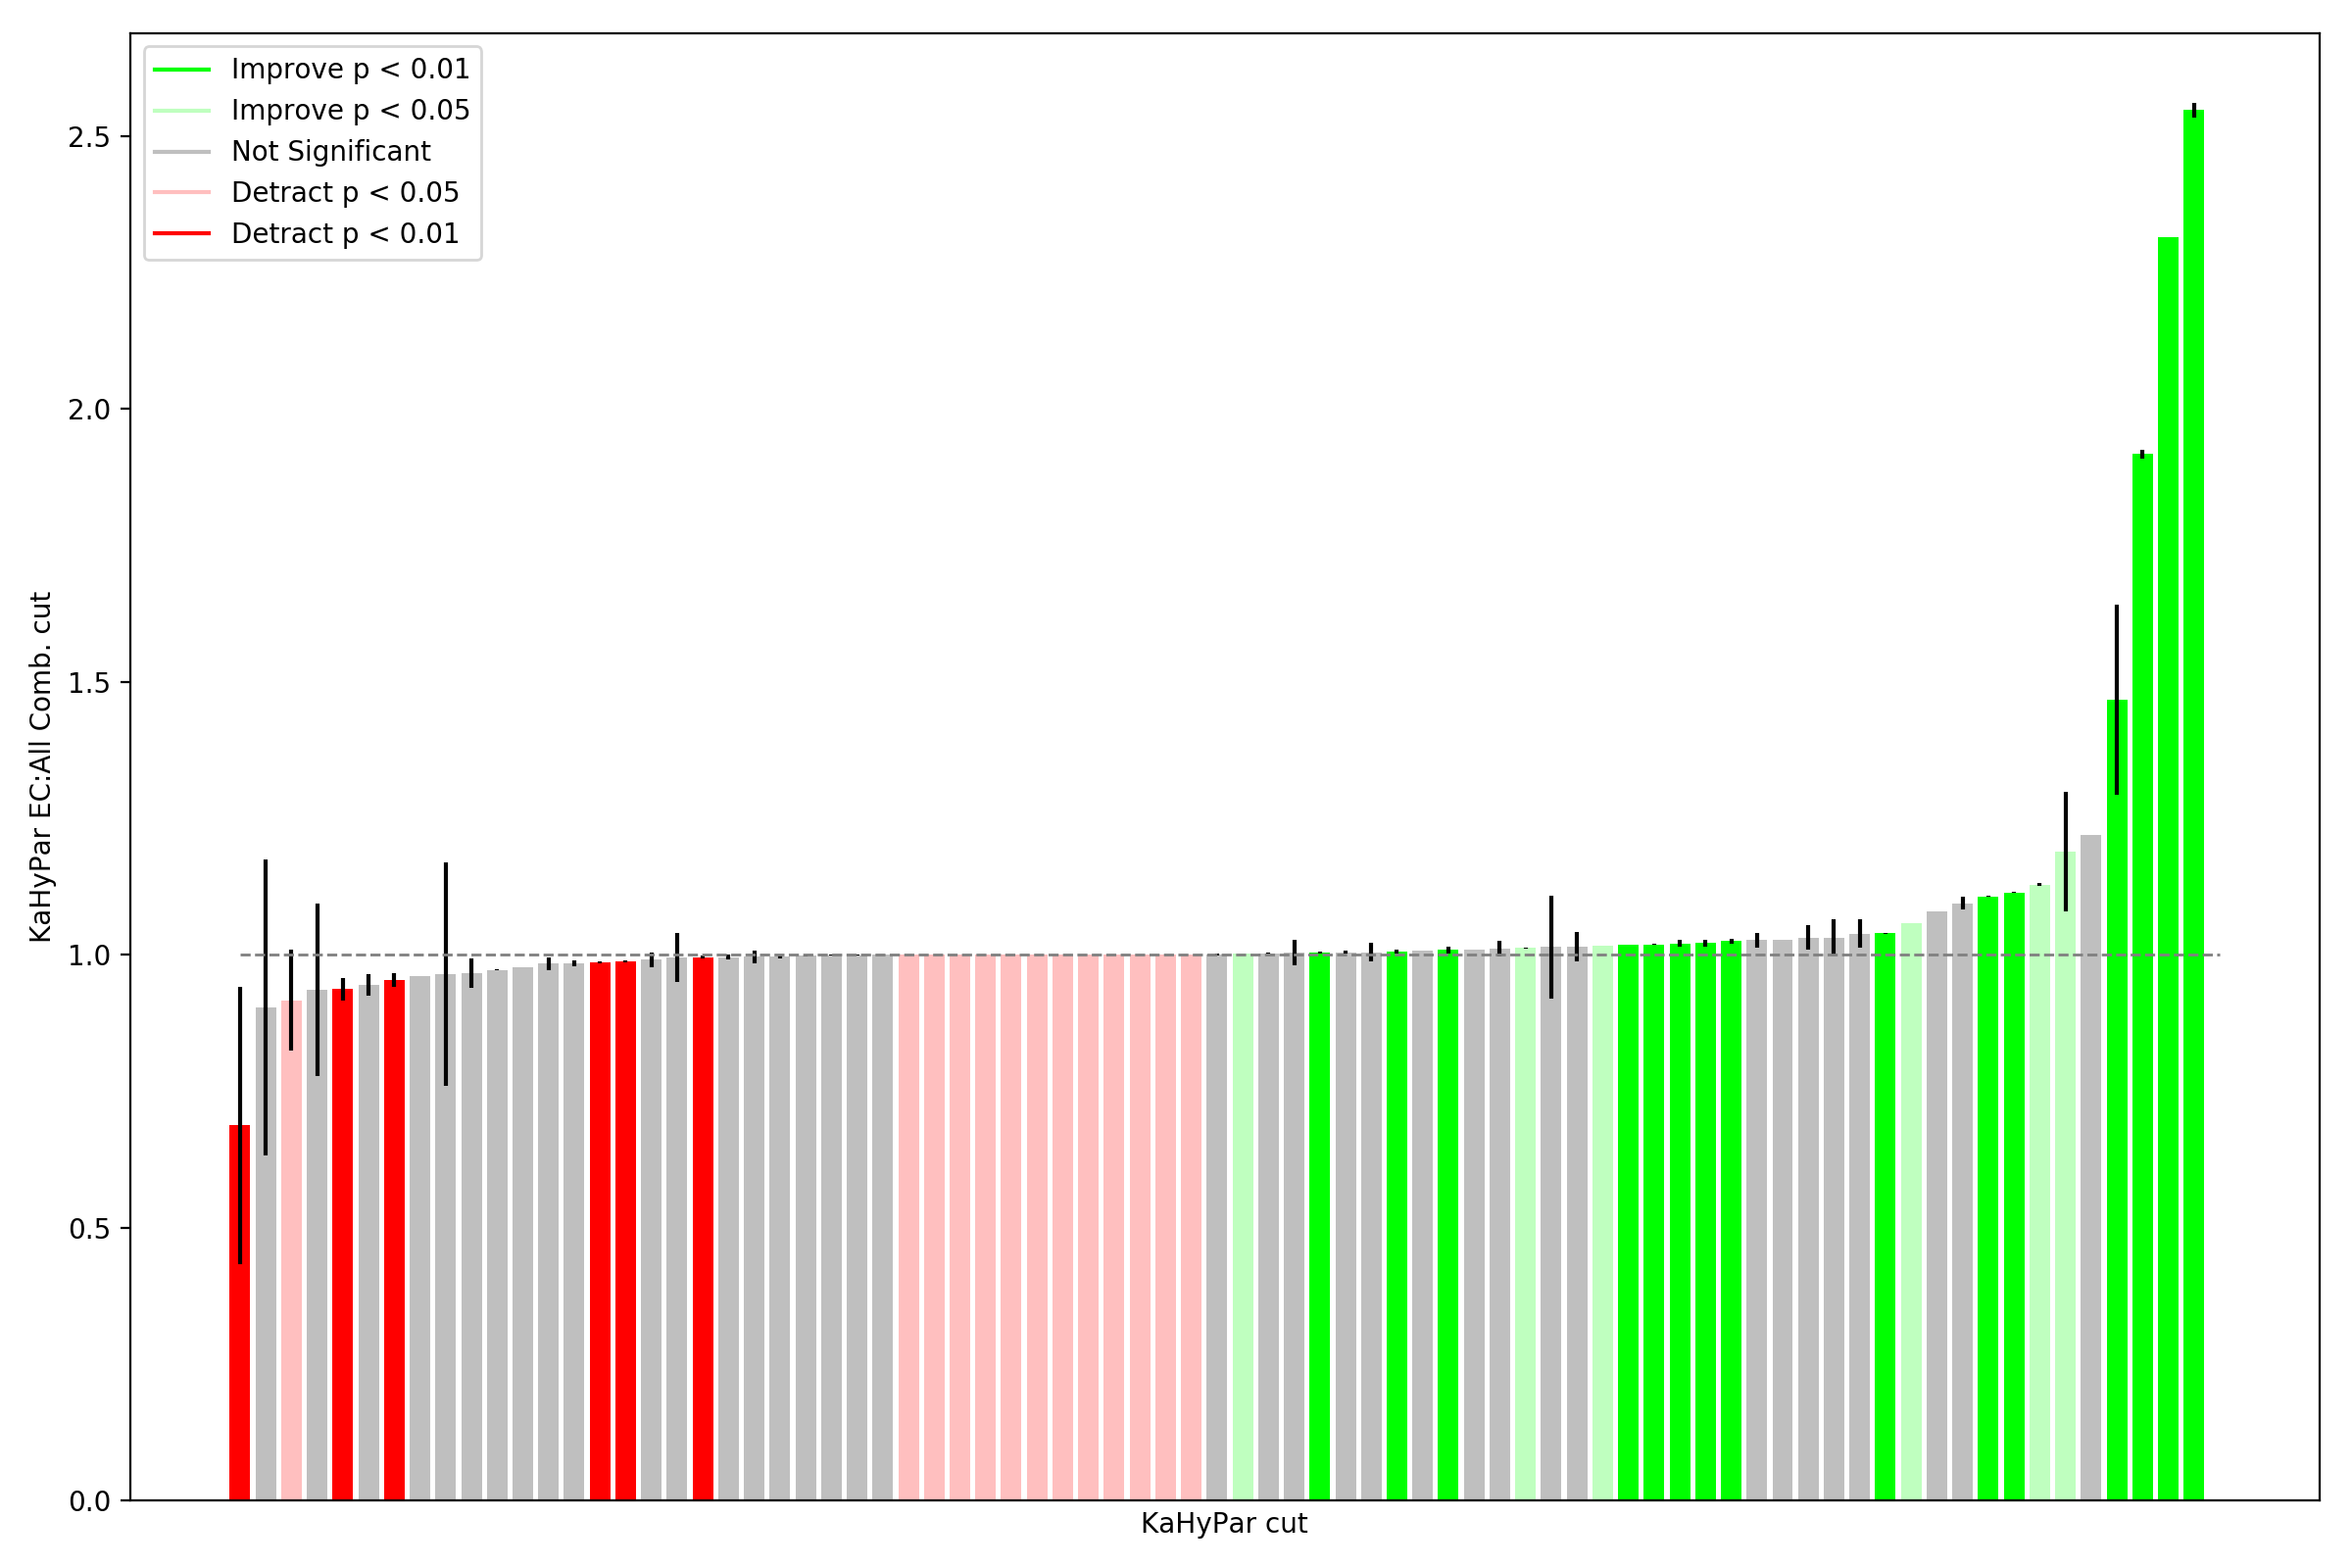 Improve p < 0.01
Improve p < 0.05
Not Significant
Detract p < 0.05
Detract p < 0.01
2.5
2.0
1.5
1.0
0.5
0.0
KaHyPar EC:All Comb. cut
KaHyPar cut